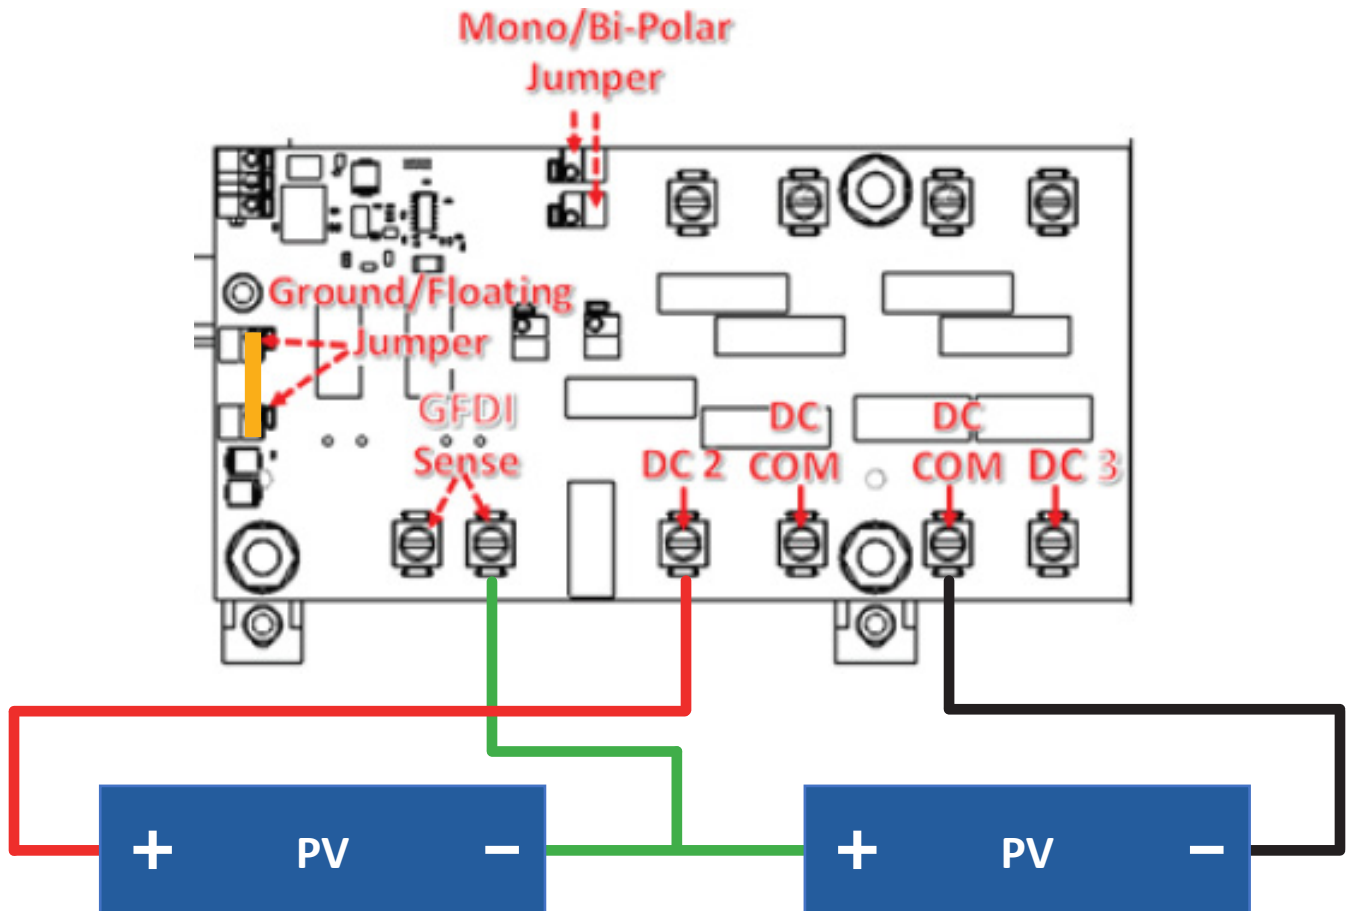 Mono/Bi-Polar
Jumper
Ground/Floating
Jumper
GFDI
Sense
DC 2
DC
COM
DC
COM
DC 3
+ PV −
+ PV −